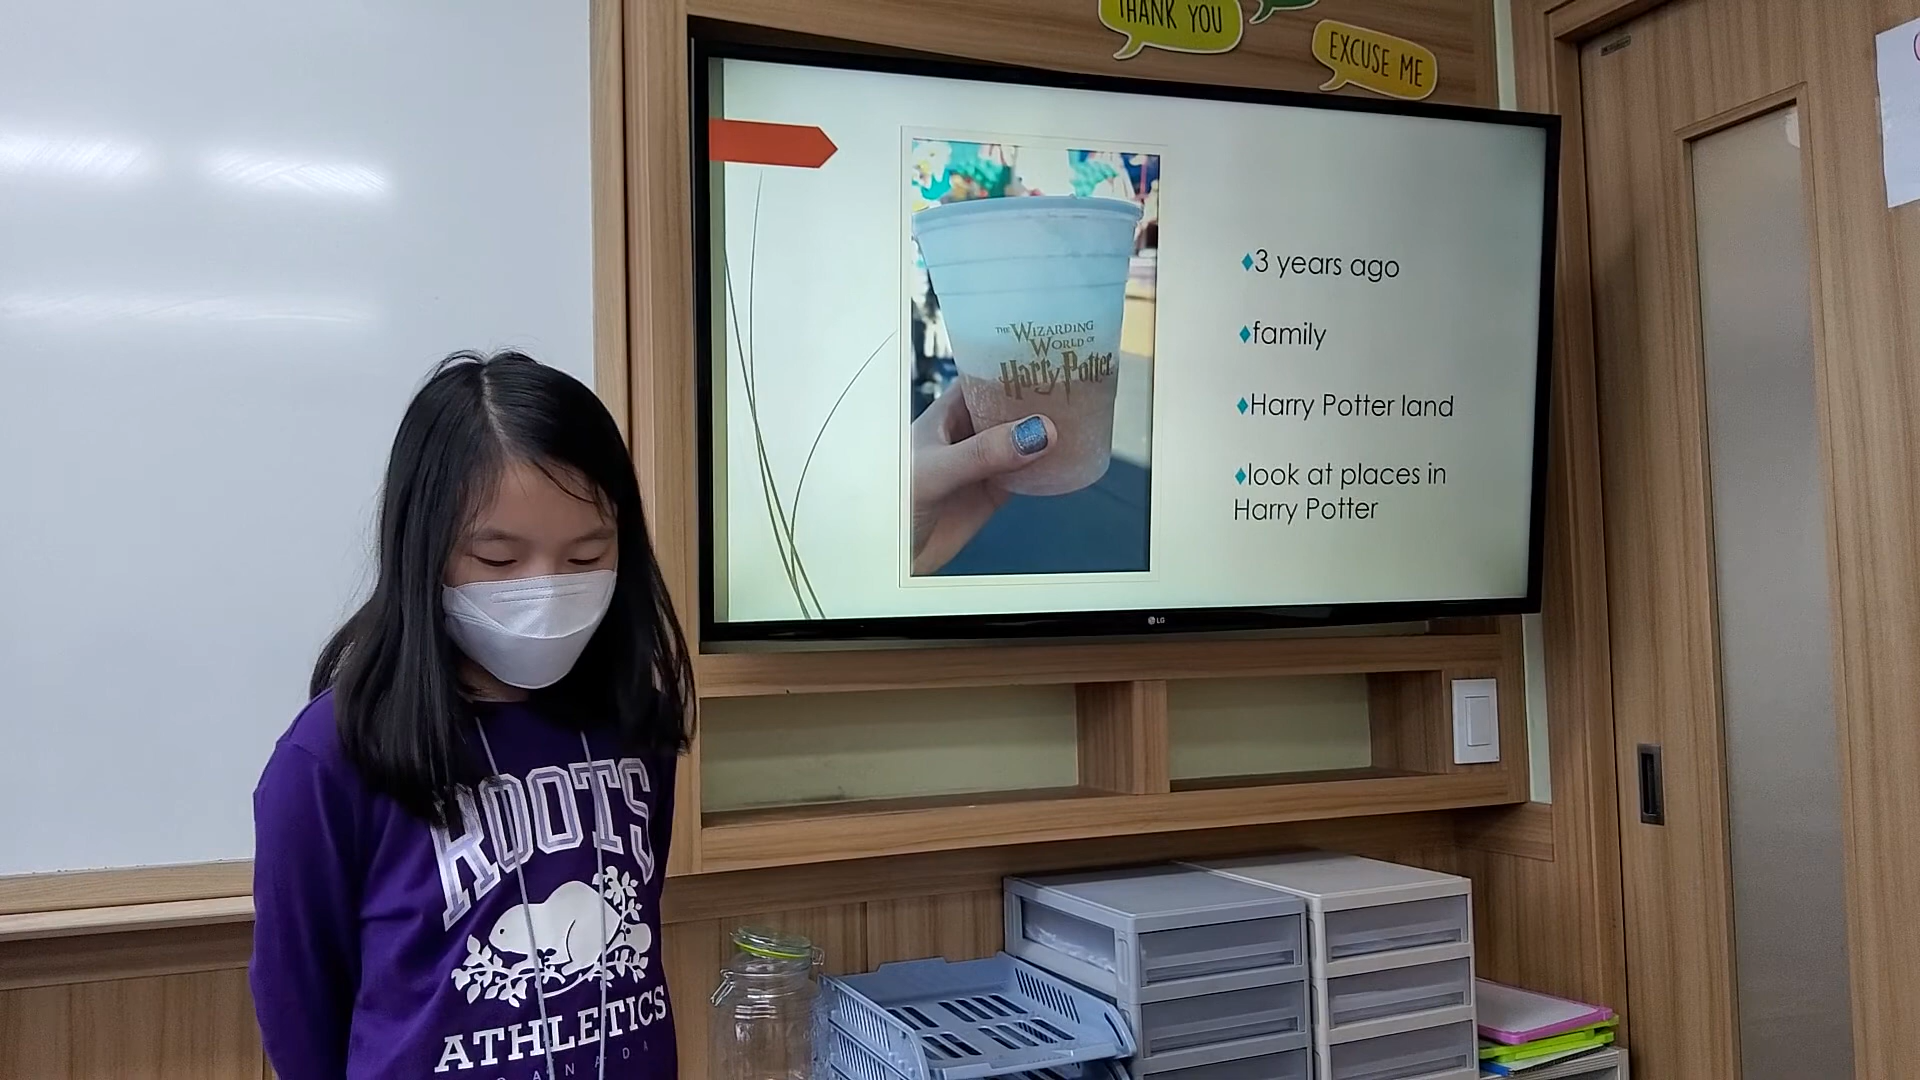 THANK YOU
EXCUSE ME
THE WIZARDING
WORLD OF
Harry Potter
♦3 years ago
♦family
♦Harry Potter land
♦look at places in
Harry Potter
LG
ROOTS
ATHLETICS
CANADA